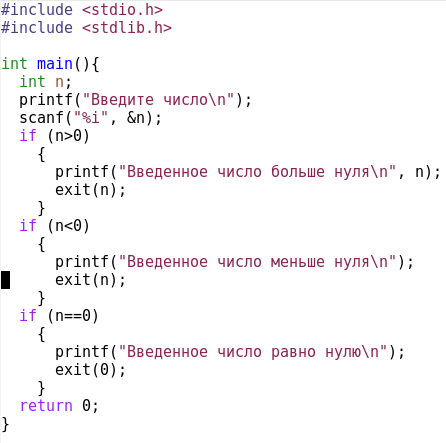 #include <stdio.h>
#include <stdlib.h>

int main(){
  int n;
  printf("Введите число\n");
  scanf("%i", &n);
  if (n>0)
    {
      printf("Введенное число больше нуля\n", n);
      exit(n);
    }
  if (n<0)
    {
      printf("Введенное число меньше нуля\n");
      exit(n);
    }
  if (n==0)
    {
      printf("Введенное число равно нулю\n");
      exit(0);
    }
  return 0;
}